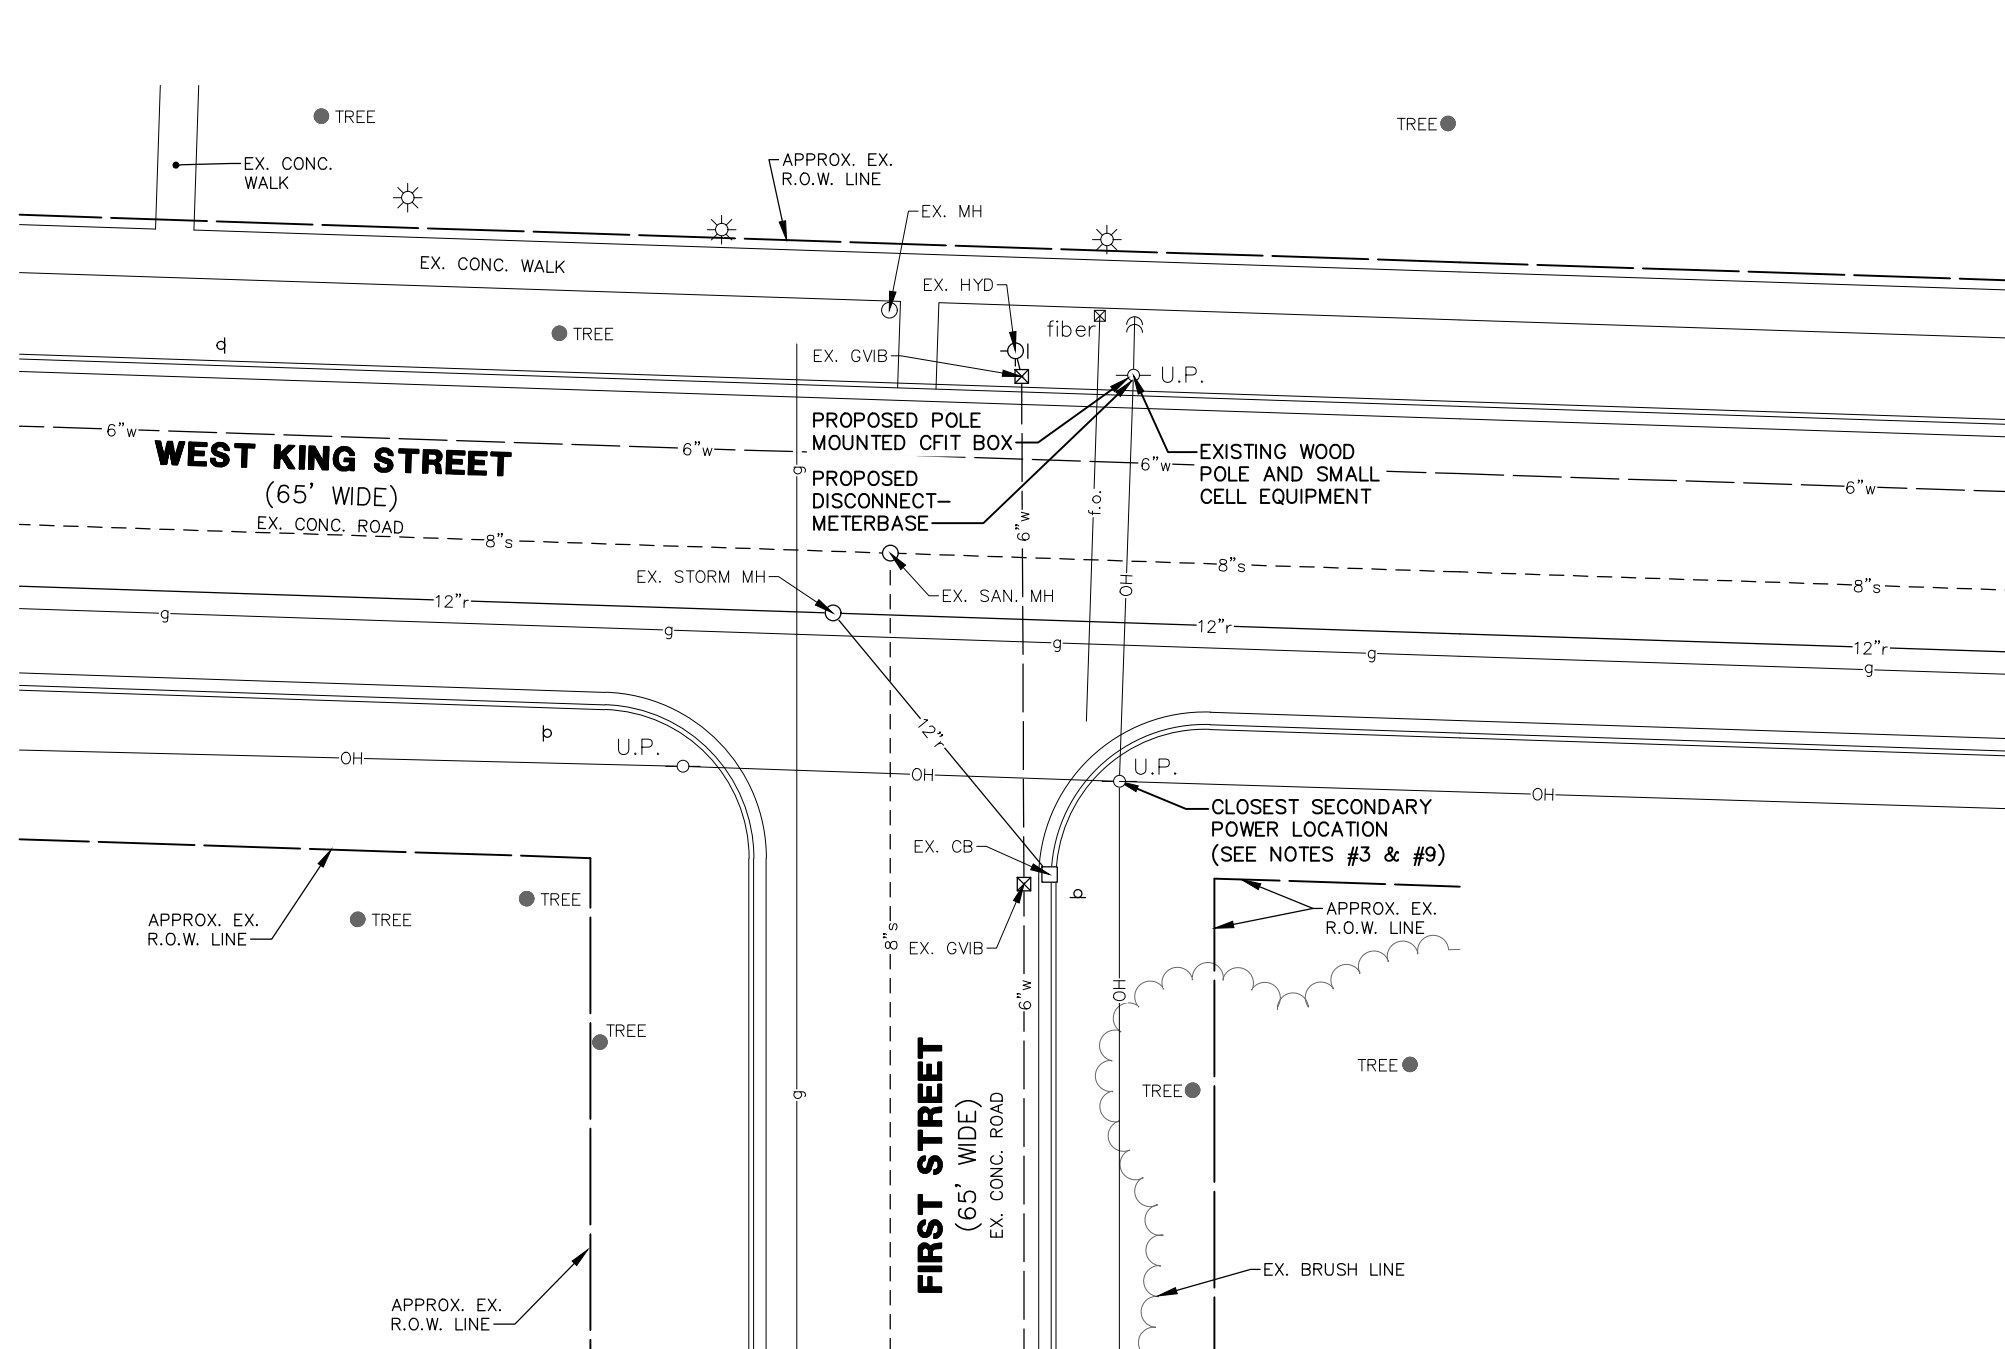 TREE
TREE
EX. CONC.
WALK
APPROX. EX.
R.O.W. LINE
EX. MH
EX. CONC. WALK
EX. HYD
fiber
TREE
EX. GVIB
U.P.
PROPOSED POLE
MOUNTED CFIT BOX
6"w
6"w
6"w
6"w
WEST KING STREET
(65' WIDE)
EX. CONC. ROAD
EXISTING WOOD
POLE AND SMALL
CELL EQUIPMENT
PROPOSED
DISCONNECT-
METERBASE
g
f.o.
6"w
8"s
8"s
8"s
OH
EX. STORM MH
EX. SAN. MH
12"r
12"r
12"r
g
g
g
g
g
12"r
U.P.
U.P.
OH
OH
OH
CLOSEST SECONDARY
POWER LOCATION
(SEE NOTES #3 & #9)
EX. CB
APPROX. EX.
R.O.W. LINE
TREE
TREE
8"s
EX. GVIB
APPROX. EX.
R.O.W. LINE
6"w
OH
TREE
TREE
TREE
g
FIRST STREET
(65' WIDE)
EX. CONC. ROAD
EX. BRUSH LINE
APPROX. EX.
R.O.W. LINE